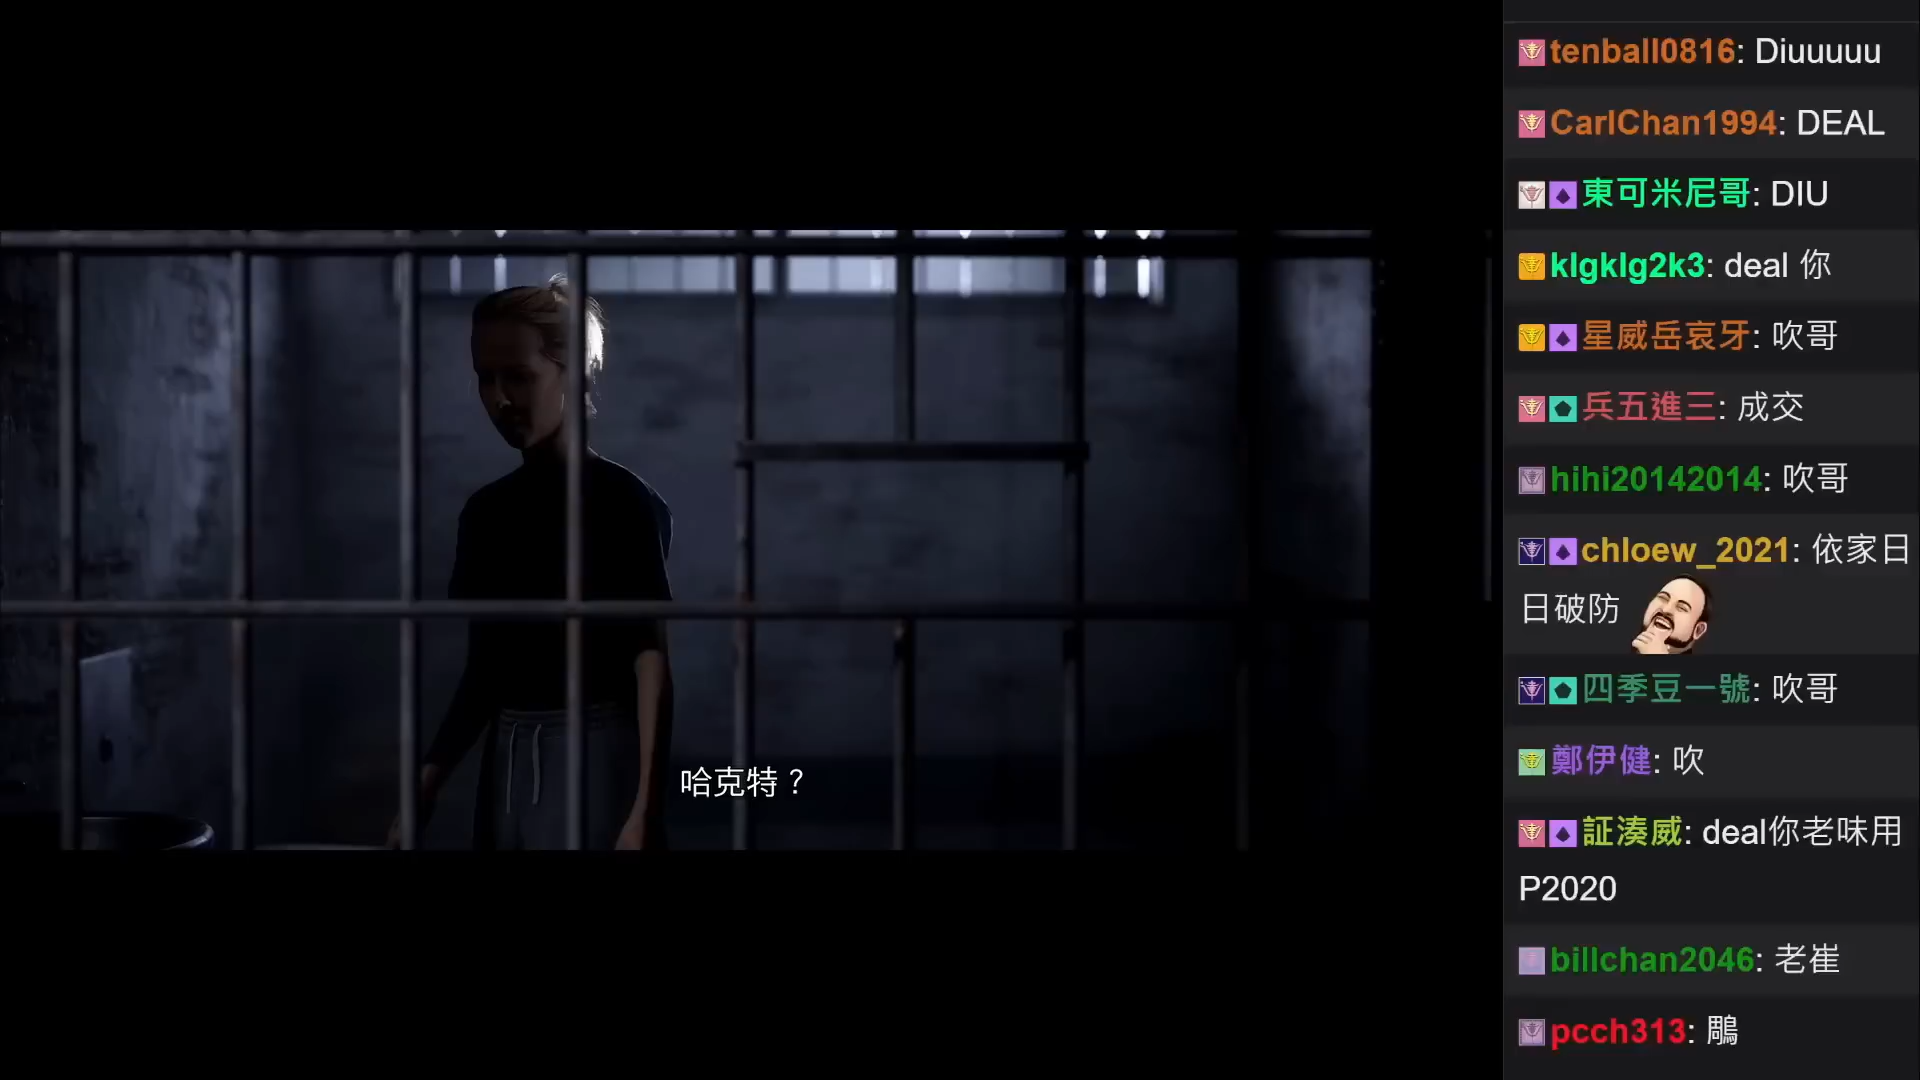 哈克特？
tenball0816: Diuuuuu
CarlChan1994: DEAL
東可米尼哥: DIU
klgklg2k3: deal 你
星威岳哀牙: 吹哥
兵五進三: 成交
hihi20142014: 吹哥
chloew_2021: 依家日
日破防
四季豆一號: 吹哥
鄭伊健: 吹
証湊威: deal你老味用
P2020
billchan2046: 老崔
pcch313: 鵰